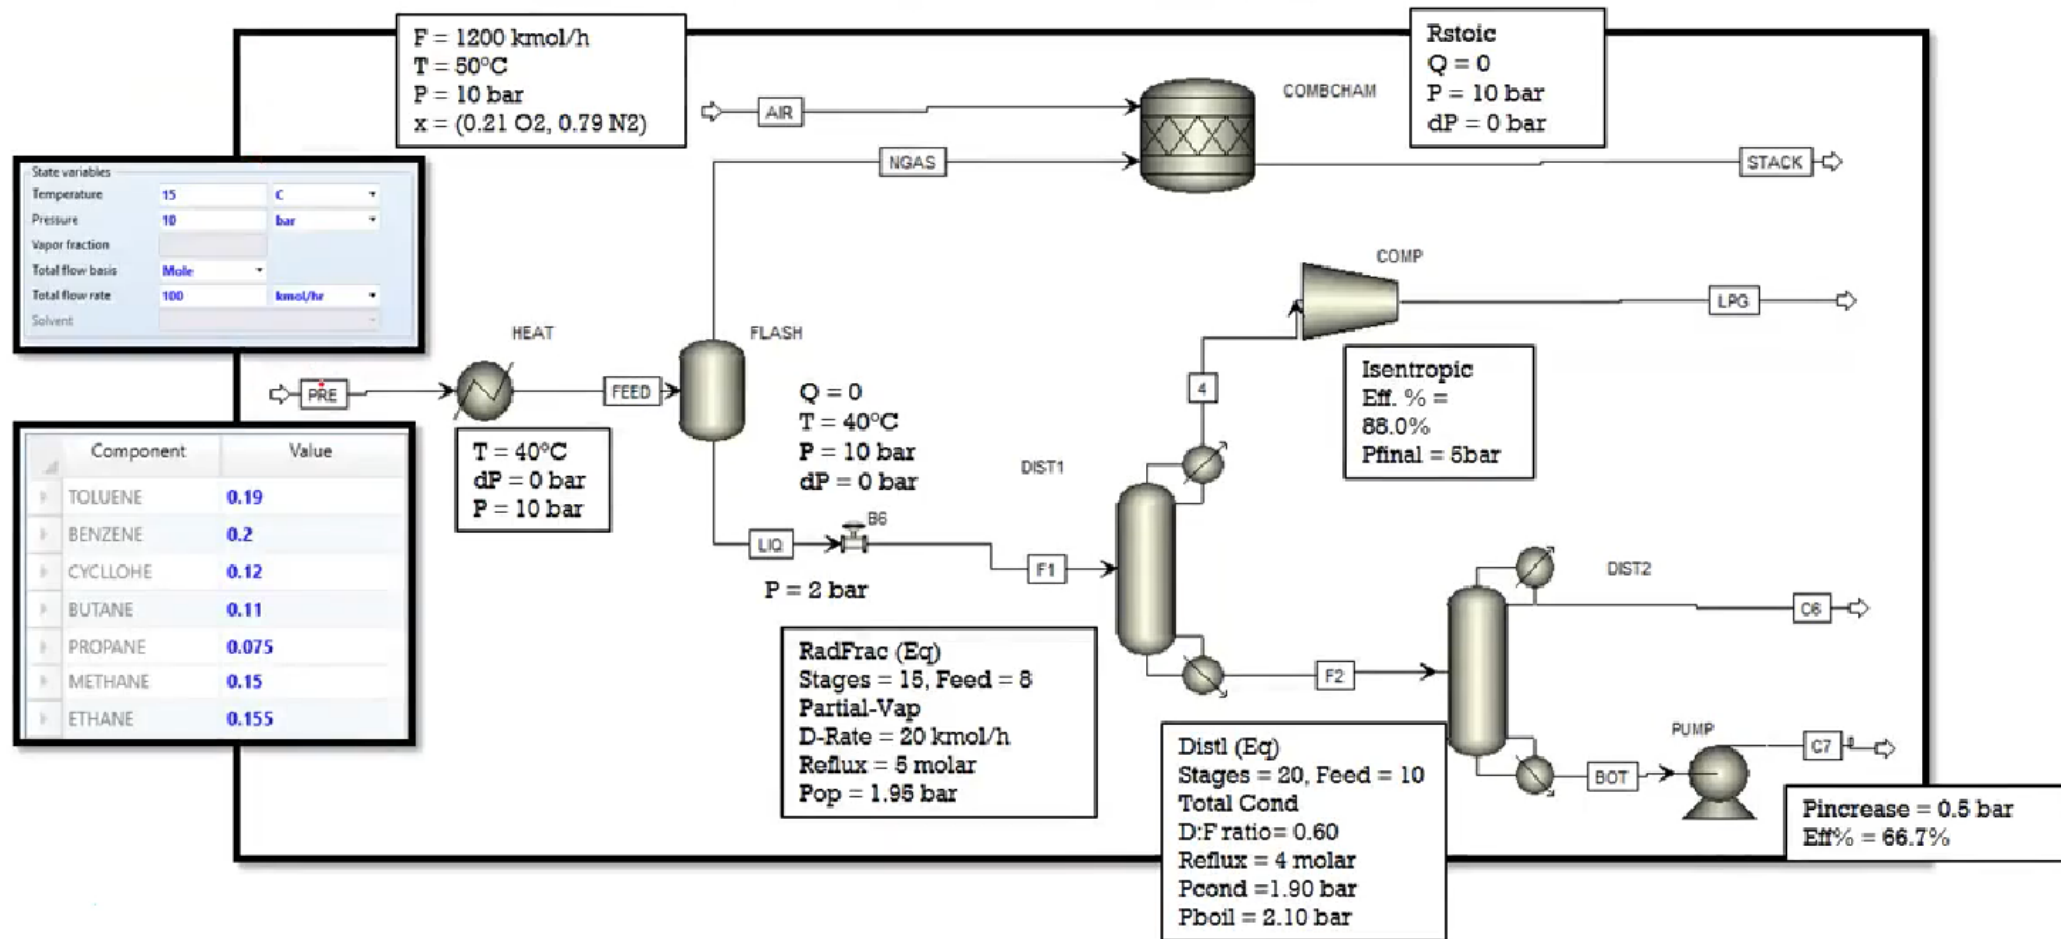 F = 1200 kmol/h
T = 50°C
P = 10 bar
x = (0.21 O2, 0.79 N2)
Rstoic
Q = 0
P = 10 bar
dP = 0 bar
AIR
COMBCHAM
NGAS
STACK
State variables
Temperature 15 C
Pressure 10 bar
Vapor fraction
Total flow basis Mole
Total flow rate 100 kmol/hr
Solvent
COMP
LPG
HEAT
FLASH
PRE
FEED
4
Isentropic
Eff. % =
88.0%
Pfinal = 5bar
Q = 0
T = 40°C
P = 10 bar
dP = 0 bar
T = 40°C
dP = 0 bar
P = 10 bar
Component Value
TOLUENE 0.19
BENZENE 0.2
CYCLLOHE 0.12
BUTANE 0.11
PROPANE 0.075
METHANE 0.15
ETHANE 0.155
DIST1
B6
LIQ
F1
P = 2 bar
DIST2
C6
RadFrac (Eq)
Stages = 15, Feed = 8
Partial-Vap
D-Rate = 20 kmol/h
Reflux = 5 molar
Pop = 1.95 bar
F2
Distl (Eq)
Stages = 20, Feed = 10
Total Cond
D:F ratio= 0.60
Reflux = 4 molar
Pcond =1.90 bar
Pboil = 2.10 bar
PUMP
C7
BOT
Pincrease = 0.5 bar
Eff% = 66.7%